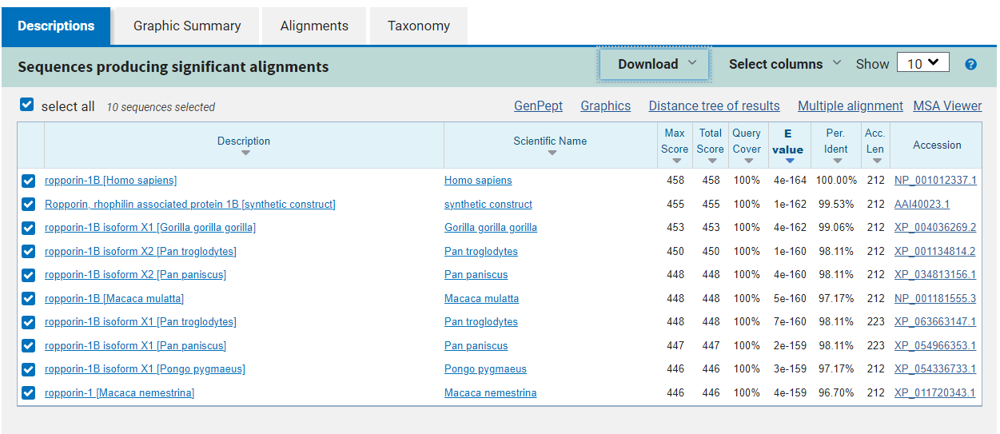 Descriptions Graphic Summary Alignments Taxonomy
Sequences producing significant alignments Download Select columns Show 10 ?
select all 10 sequences selected GenPept Graphics Distance tree of results Multiple alignment MSA Viewer
Description Scientific Name Max Score Total Score Query Cover E value Per. Ident Acc. Len Accession
ropporin-1B [Homo sapiens] Homo sapiens 458 458 100% 4e-164 100.00% 212 NP_001012337.1
Ropporin, rhophilin associated protein 1B [synthetic construct] synthetic construct 455 455 100% 1e-162 99.53% 212 AAI40023.1
ropporin-1B isoform X1 [Gorilla gorilla gorilla] Gorilla gorilla gorilla 453 453 100% 4e-162 99.06% 212 XP_004036269.2
ropporin-1B isoform X2 [Pan troglodytes] Pan troglodytes 450 450 100% 1e-160 98.11% 212 XP_001134814.2
ropporin-1B isoform X2 [Pan paniscus] Pan paniscus 448 448 100% 4e-160 98.11% 212 XP_034813156.1
ropporin-1B [Macaca mulatta] Macaca mulatta 448 448 100% 5e-160 97.17% 212 NP_001181555.3
ropporin-1B isoform X1 [Pan troglodytes] Pan troglodytes 448 448 100% 7e-160 98.11% 223 XP_063663147.1
ropporin-1B isoform X1 [Pan paniscus] Pan paniscus 447 447 100% 2e-159 98.11% 223 XP_054966353.1
ropporin-1B isoform X1 [Pongo pygmaeus] Pongo pygmaeus 446 446 100% 3e-159 97.17% 212 XP_054336733.1
ropporin-1 [Macaca nemestrina] Macaca nemestrina 446 446 100% 4e-159 96.70% 212 XP_011720343.1